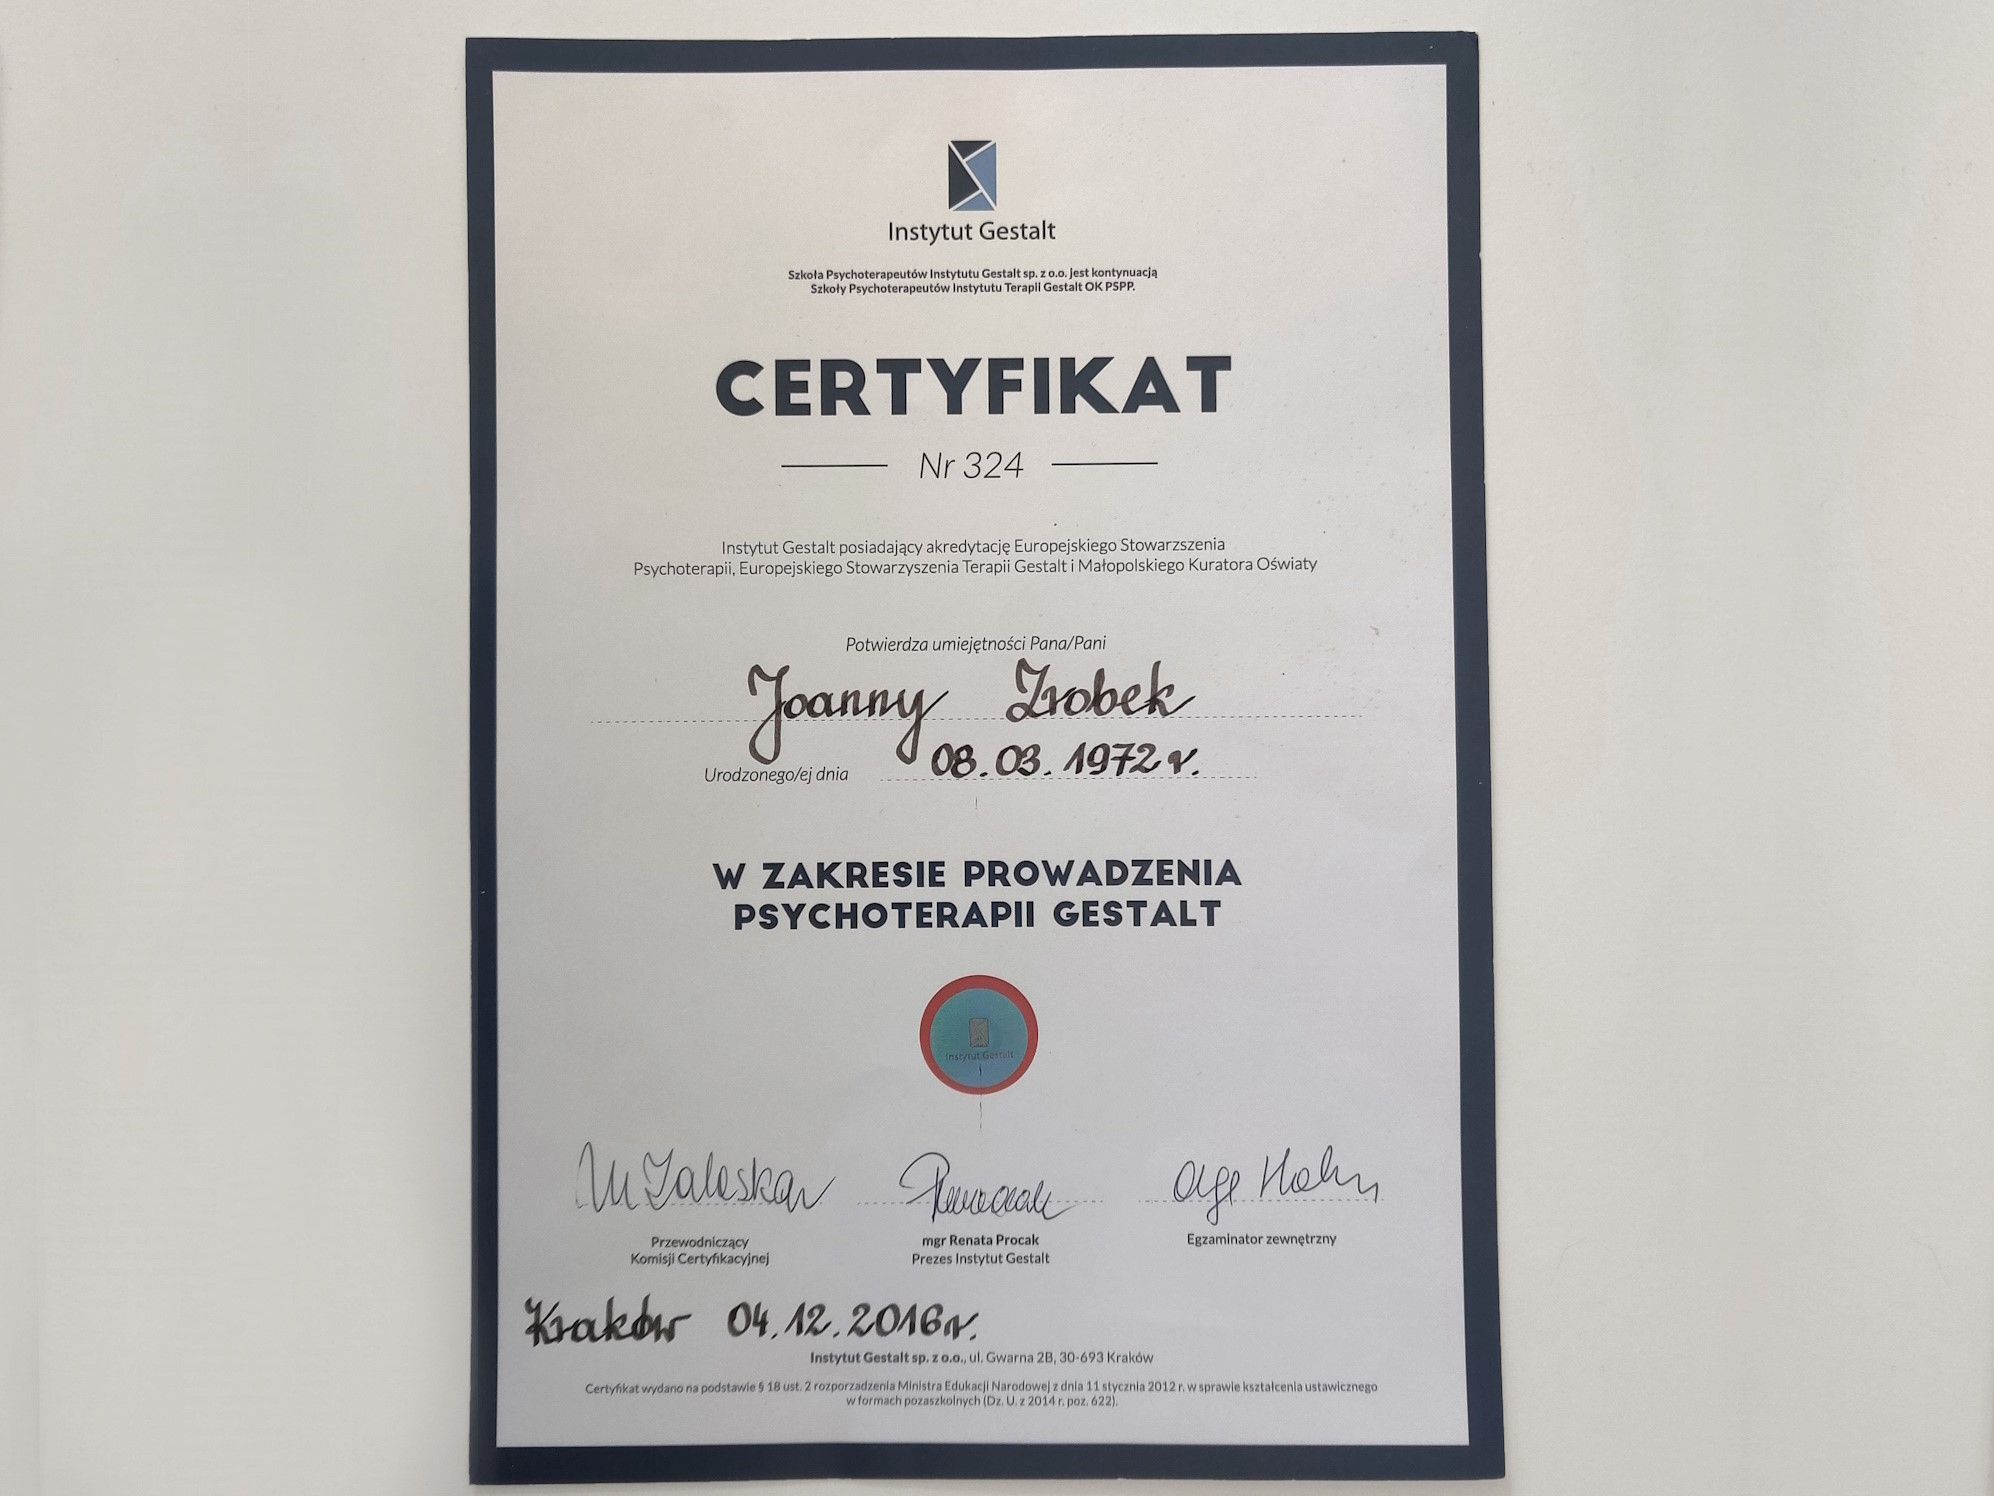 Instytut Gestalt
Szkoła Psychoterapeutów Instytutu Gestalt sp. z o.o. jest kontynuacją
Szkoły Psychoterapeutów Instytutu Terapii Gestalt OK PSPP.
CERTYFIKAT
Nr 324
Instytut Gestalt posiadający akredytację Europejskiego Stowarzszenia
Psychoterapii, Europejskiego Stowarzyszenia Terapii Gestalt i Małopolskiego Kuratora Oświaty
Potwierdza umiejętności Pana/Pani
Joanny Zrobek
Urodzonego/ej dnia 08.03.1972 r.
W ZAKRESIE PROWADZENIA
PSYCHOTERAPII GESTALT
Instytut Gestalt
M Zaleska
Przewodniczący
Komisji Certyfikacyjnej
mgr Renata Procak
Prezes Instytut Gestalt
Egzaminator zewnętrzny
Kraków 04.12.2016 r.
Instytut Gestalt sp. z o.o., ul. Gwarna 2B, 30-693 Kraków
Certyfikat wydano na podstawie § 18 ust. 2 rozporządzenia Ministra Edukacji Narodowej z dnia 11 stycznia 2012 r. w sprawie kształcenia ustawicznego
w formach pozaszkolnych (Dz. U. z 2014 r. poz. 622).